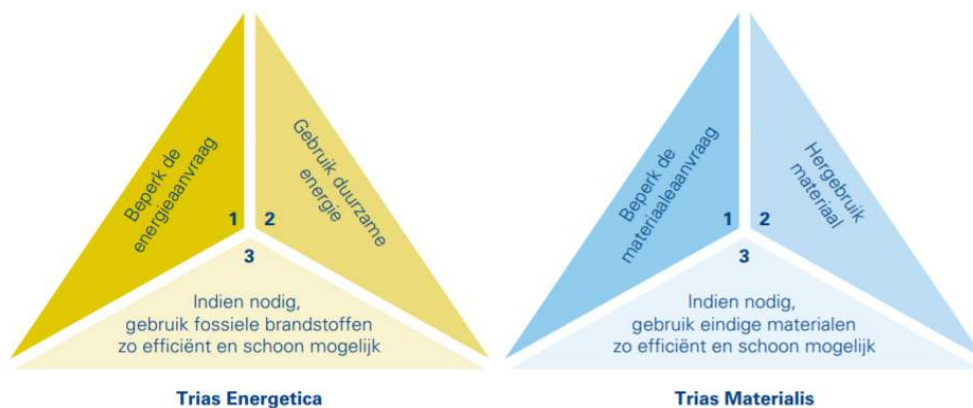 Beperk de
energieaanvraag
1
Gebruik duurzame
energie
2
3
Indien nodig,
gebruik fossiele brandstoffen
zo efficiënt en schoon mogelijk
Trias Energetica
Beperk de
materiaaleaanvraag
1
Hergebruik
materiaal
2
3
Indien nodig,
gebruik eindige materialen
zo efficiënt en schoon mogelijk
Trias Materialis